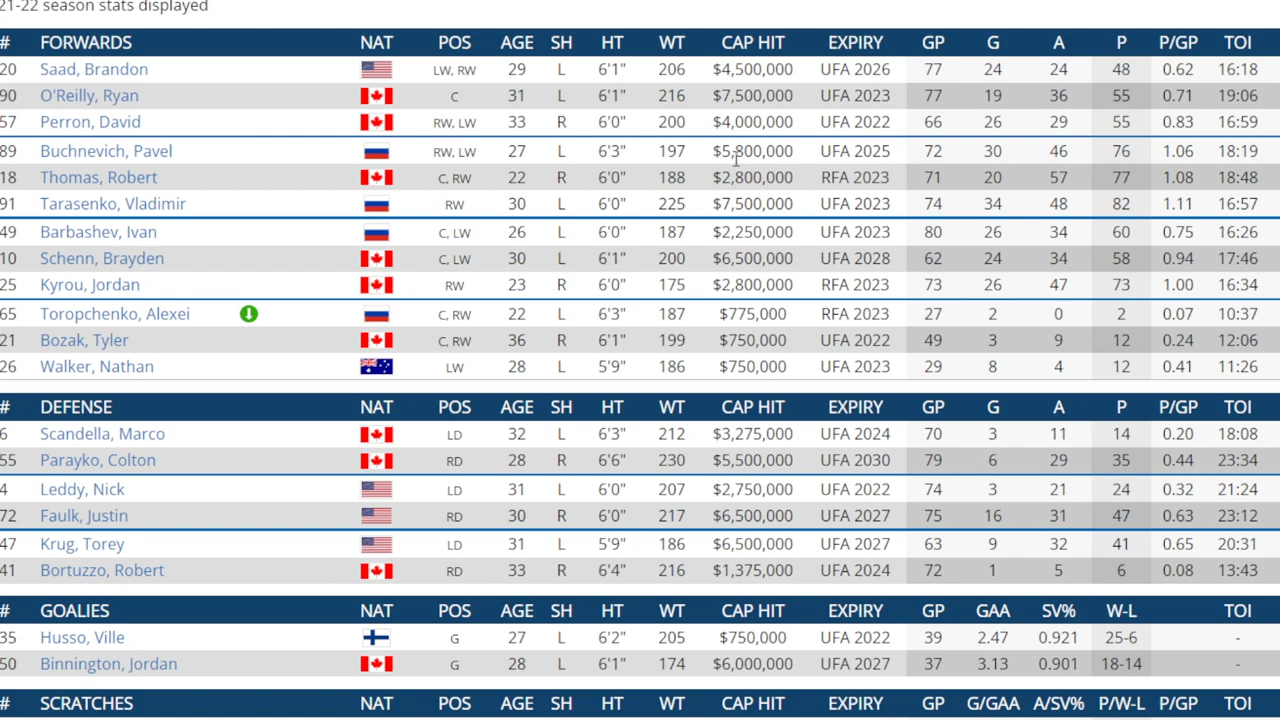 21-22 season stats displayed
# FORWARDS NAT POS AGE SH HT WT CAP HIT EXPIRY GP G A P P/GP TOI
20 Saad, Brandon LW, RW 29 L 6'1" 206 $4,500,000 UFA 2026 77 24 24 48 0.62 16:18
90 O'Reilly, Ryan C 31 L 6'1" 216 $7,500,000 UFA 2023 77 19 36 55 0.71 19:06
57 Perron, David RW, LW 33 R 6'0" 200 $4,000,000 UFA 2022 66 26 29 55 0.83 16:59
89 Buchnevich, Pavel RW, LW 27 L 6'3" 197 $5,800,000 UFA 2025 72 30 46 76 1.06 18:19
18 Thomas, Robert C, RW 22 R 6'0" 188 $2,800,000 RFA 2023 71 20 57 77 1.08 18:48
91 Tarasenko, Vladimir RW 30 L 6'0" 225 $7,500,000 UFA 2023 74 34 48 82 1.11 16:57
49 Barbashev, Ivan C, LW 26 L 6'0" 187 $2,250,000 UFA 2023 80 26 34 60 0.75 16:26
10 Schenn, Brayden C, LW 30 L 6'1" 200 $6,500,000 UFA 2028 62 24 34 58 0.94 17:46
25 Kyrou, Jordan RW 23 R 6'0" 175 $2,800,000 RFA 2023 73 26 47 73 1.00 16:34
65 Toropchenko, Alexei C, RW 22 L 6'3" 187 $775,000 RFA 2023 27 2 0 2 0.07 10:37
21 Bozak, Tyler C, RW 36 R 6'1" 199 $750,000 UFA 2022 49 3 9 12 0.24 12:06
26 Walker, Nathan LW 28 L 5'9" 186 $750,000 UFA 2023 29 8 4 12 0.41 11:26
# DEFENSE NAT POS AGE SH HT WT CAP HIT EXPIRY GP G A P P/GP TOI
6 Scandella, Marco LD 32 L 6'3" 212 $3,275,000 UFA 2024 70 3 11 14 0.20 18:08
55 Parayko, Colton RD 28 R 6'6" 230 $5,500,000 UFA 2030 79 6 29 35 0.44 23:34
4 Leddy, Nick LD 31 L 6'0" 207 $2,750,000 UFA 2022 74 3 21 24 0.32 21:24
72 Faulk, Justin RD 30 R 6'0" 217 $6,500,000 UFA 2027 75 16 31 47 0.63 23:12
47 Krug, Torey LD 31 L 5'9" 186 $6,500,000 UFA 2027 63 9 32 41 0.65 20:31
41 Bortuzzo, Robert RD 33 R 6'4" 216 $1,375,000 UFA 2024 72 1 5 6 0.08 13:43
# GOALIES NAT POS AGE SH HT WT CAP HIT EXPIRY GP GAA SV% W-L TOI
35 Husso, Ville G 27 L 6'2" 205 $750,000 UFA 2022 39 2.47 0.921 25-6 -
50 Binnington, Jordan G 28 L 6'1" 174 $6,000,000 UFA 2027 37 3.13 0.901 18-14 -
# SCRATCHES NAT POS AGE SH HT WT CAP HIT EXPIRY GP G/GAA A/SV% P/W-L P/GP TOI